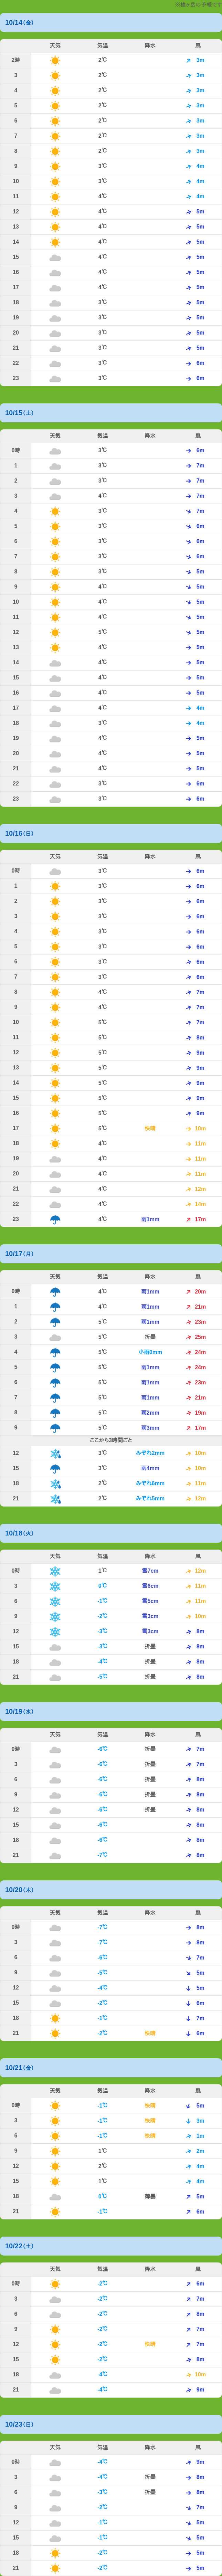 10/14(金)
天気 気温 降水 風
2時 2℃ 3m
3 2℃ 3m
4 2℃ 3m
5 2℃ 3m
6 2℃ 3m
7 2℃ 3m
8 2℃ 3m
9 3℃ 4m
10 3℃ 4m
11 4℃ 4m
12 4℃ 5m
13 4℃ 5m
14 4℃ 5m
15 4℃ 5m
16 4℃ 5m
17 4℃ 5m
18 3℃ 5m
19 3℃ 5m
20 3℃ 5m
21 3℃ 5m
22 3℃ 6m
23 3℃ 6m
10/15(土)
天気 気温 降水 風
0時 3℃ 6m
1 3℃ 7m
2 3℃ 7m
3 4℃ 7m
4 3℃ 7m
5 3℃ 6m
6 3℃ 6m
7 3℃ 6m
8 3℃ 5m
9 4℃ 5m
10 4℃ 5m
11 4℃ 5m
12 5℃ 5m
13 4℃ 5m
14 4℃ 5m
15 4℃ 5m
16 4℃ 5m
17 4℃ 4m
18 3℃ 4m
19 4℃ 5m
20 4℃ 5m
21 4℃ 5m
22 3℃ 6m
23 3℃ 6m
10/16(日)
天気 気温 降水 風
0時 3℃ 6m
1 3℃ 6m
2 3℃ 6m
3 3℃ 6m
4 3℃ 6m
5 3℃ 6m
6 3℃ 6m
7 3℃ 6m
8 4℃ 7m
9 4℃ 7m
10 5℃ 7m
11 5℃ 8m
12 5℃ 9m
13 5℃ 9m
14 5℃ 9m
15 5℃ 9m
16 5℃ 9m
17 5℃ 快晴 10m
18 4℃ 11m
19 4℃ 11m
20 4℃ 11m
21 4℃ 12m
22 4℃ 14m
23 4℃ 雨1mm 17m
10/17(月)
天気 気温 降水 風
0時 4℃ 雨1mm 20m
1 4℃ 雨1mm 21m
2 5℃ 雨1mm 23m
3 5℃ 折曇 25m
4 5℃ 小雨0mm 24m
5 5℃ 雨1mm 24m
6 5℃ 雨1mm 23m
7 5℃ 雨1mm 21m
8 5℃ 雨2mm 19m
9 5℃ 雨3mm 17m
ここから3時間ごと
12 3℃ みぞれ2mm 10m
15 3℃ 雨4mm 10m
18 2℃ みぞれ6mm 11m
21 2℃ みぞれ5mm 12m
10/18(火)
天気 気温 降水 風
0時 1℃ 雪7cm 12m
3 0℃ 雪6cm 11m
6 -1℃ 雪5cm 11m
9 -2℃ 雪3cm 10m
12 -3℃ 雪3cm 8m
15 -3℃ 折曇 8m
18 -4℃ 折曇 8m
21 -5℃ 折曇 8m
10/19(水)
天気 気温 降水 風
0時 -6℃ 折曇 7m
3 -6℃ 折曇 7m
6 -6℃ 折曇 8m
9 -6℃ 折曇 8m
12 -6℃ 折曇 8m
15 -6℃ 8m
18 -6℃ 8m
21 -7℃ 8m
10/20(木)
天気 気温 降水 風
0時 -7℃ 8m
3 -7℃ 8m
6 -6℃ 7m
9 -5℃ 5m
12 -4℃ 5m
15 -2℃ 6m
18 -1℃ 7m
21 -2℃ 快晴 6m
10/21(金)
天気 気温 降水 風
0時 -1℃ 快晴 5m
3 -1℃ 快晴 3m
6 -1℃ 快晴 1m
9 1℃ 2m
12 2℃ 4m
15 1℃ 4m
18 0℃ 薄曇 5m
21 -1℃ 6m
10/22(土)
天気 気温 降水 風
0時 -2℃ 6m
3 -2℃ 7m
6 -2℃ 8m
9 -2℃ 7m
12 -2℃ 快晴 7m
15 -2℃ 8m
18 -4℃ 10m
21 -4℃ 9m
10/23(日)
天気 気温 降水 風
0時 -4℃ 9m
3 -4℃ 折曇 8m
6 -3℃ 折曇 8m
9 -2℃ 7m
12 -1℃ 5m
15 -1℃ 5m
18 -2℃ 5m
21 -2℃ 5m